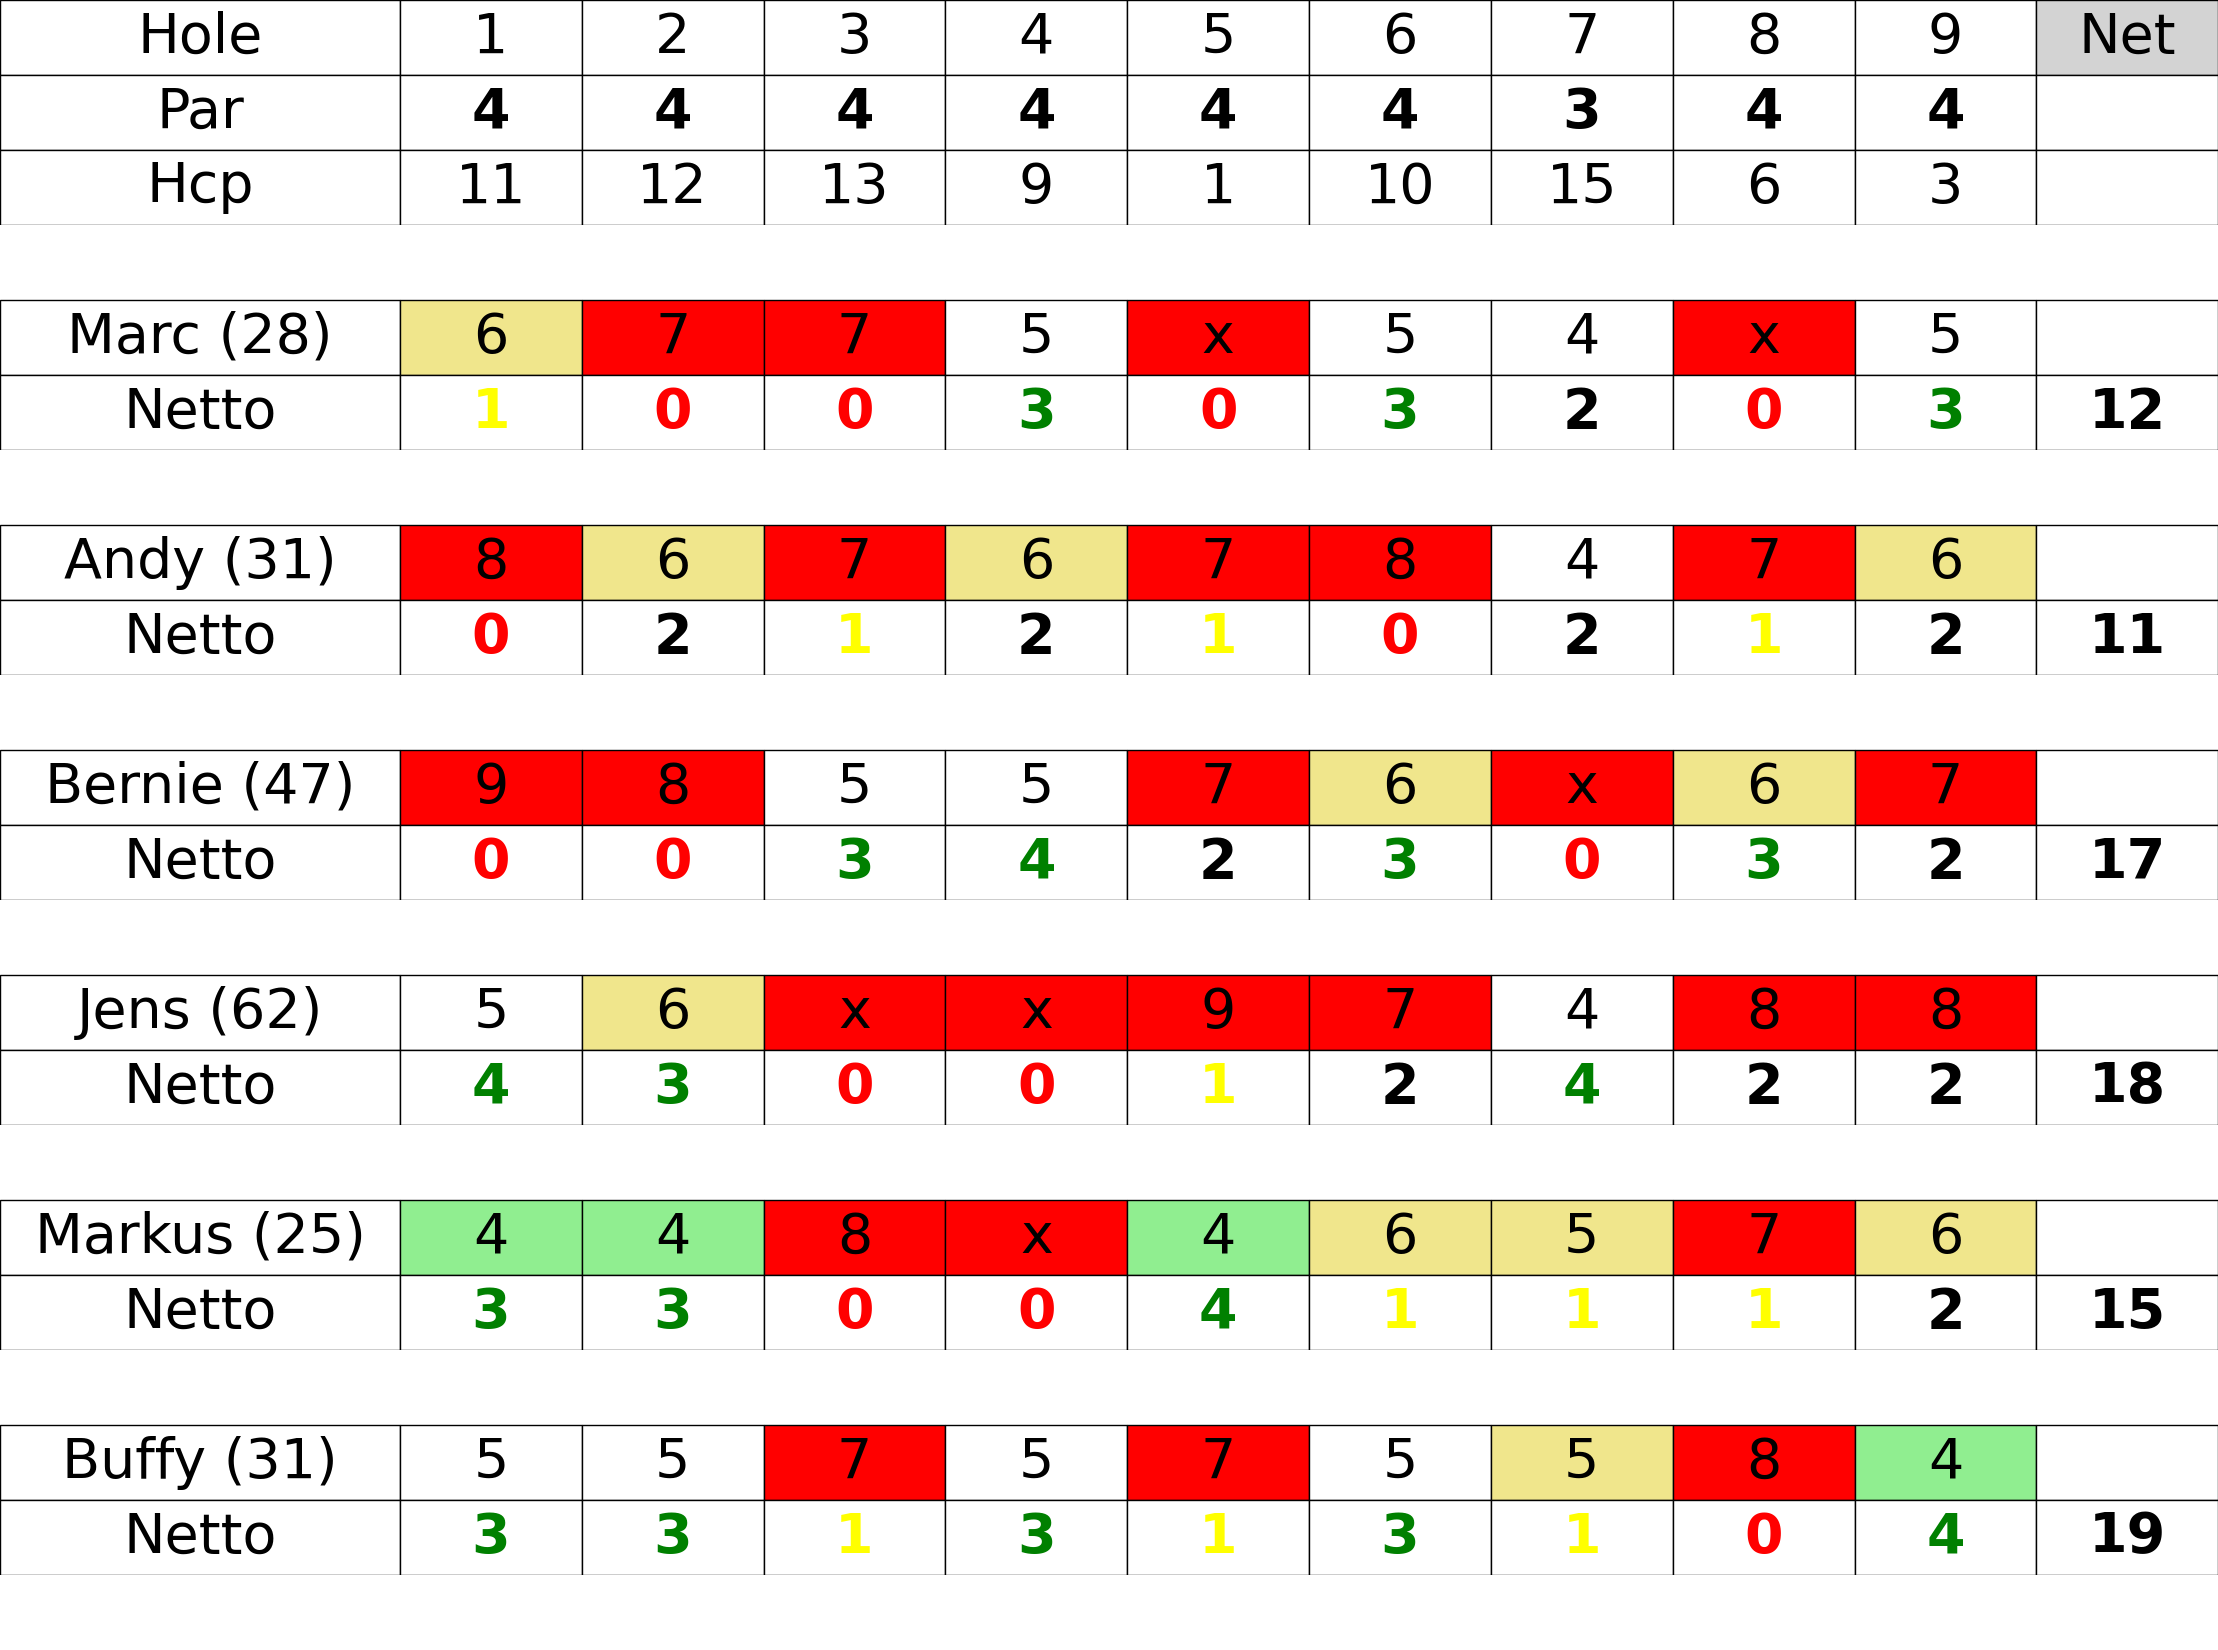 Hole 1 2 3 4 5 6 7 8 9 Net
Par 4 4 4 4 4 4 3 4 4
Hcp 11 12 13 9 1 10 15 6 3
Marc (28) 6 7 7 5 x 5 4 x 5
Netto 1 0 0 3 0 3 2 0 3 12
Andy (31) 8 6 7 6 7 8 4 7 6
Netto 0 2 1 2 1 0 2 1 2 11
Bernie (47) 9 8 5 5 7 6 x 6 7
Netto 0 0 3 4 2 3 0 3 2 17
Jens (62) 5 6 x x 9 7 4 8 8
Netto 4 3 0 0 1 2 4 2 2 18
Markus (25) 4 4 8 x 4 6 5 7 6
Netto 3 3 0 0 4 1 1 1 2 15
Buffy (31) 5 5 7 5 7 5 5 8 4
Netto 3 3 1 3 1 3 1 0 4 19